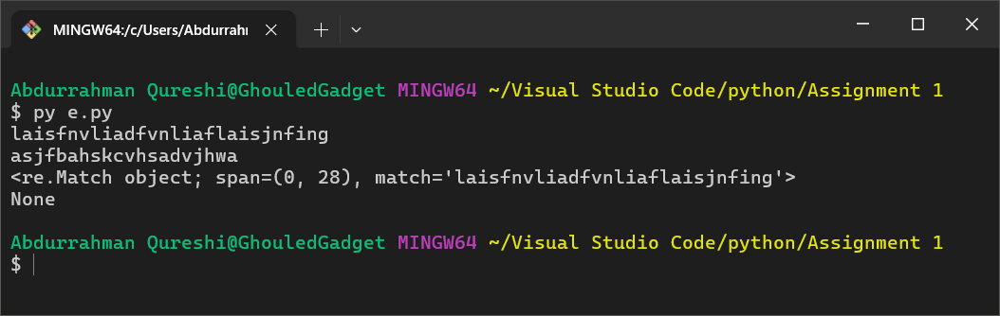 MINGW64:/c/Users/Abdurrahr
Abdurrahman Qureshi@GhouledGadget MINGW64 ~/Visual Studio Code/python/Assignment 1
$ py e.py
laisfnvliadfvnliaflaisjnfing
asjfbahskcvhsadvjhwa
<re.Match object; span=(0, 28), match='laisfnvliadfvnliaflaisjnfing'>
None
Abdurrahman Qureshi@GhouledGadget MINGW64 ~/Visual Studio Code/python/Assignment 1
$